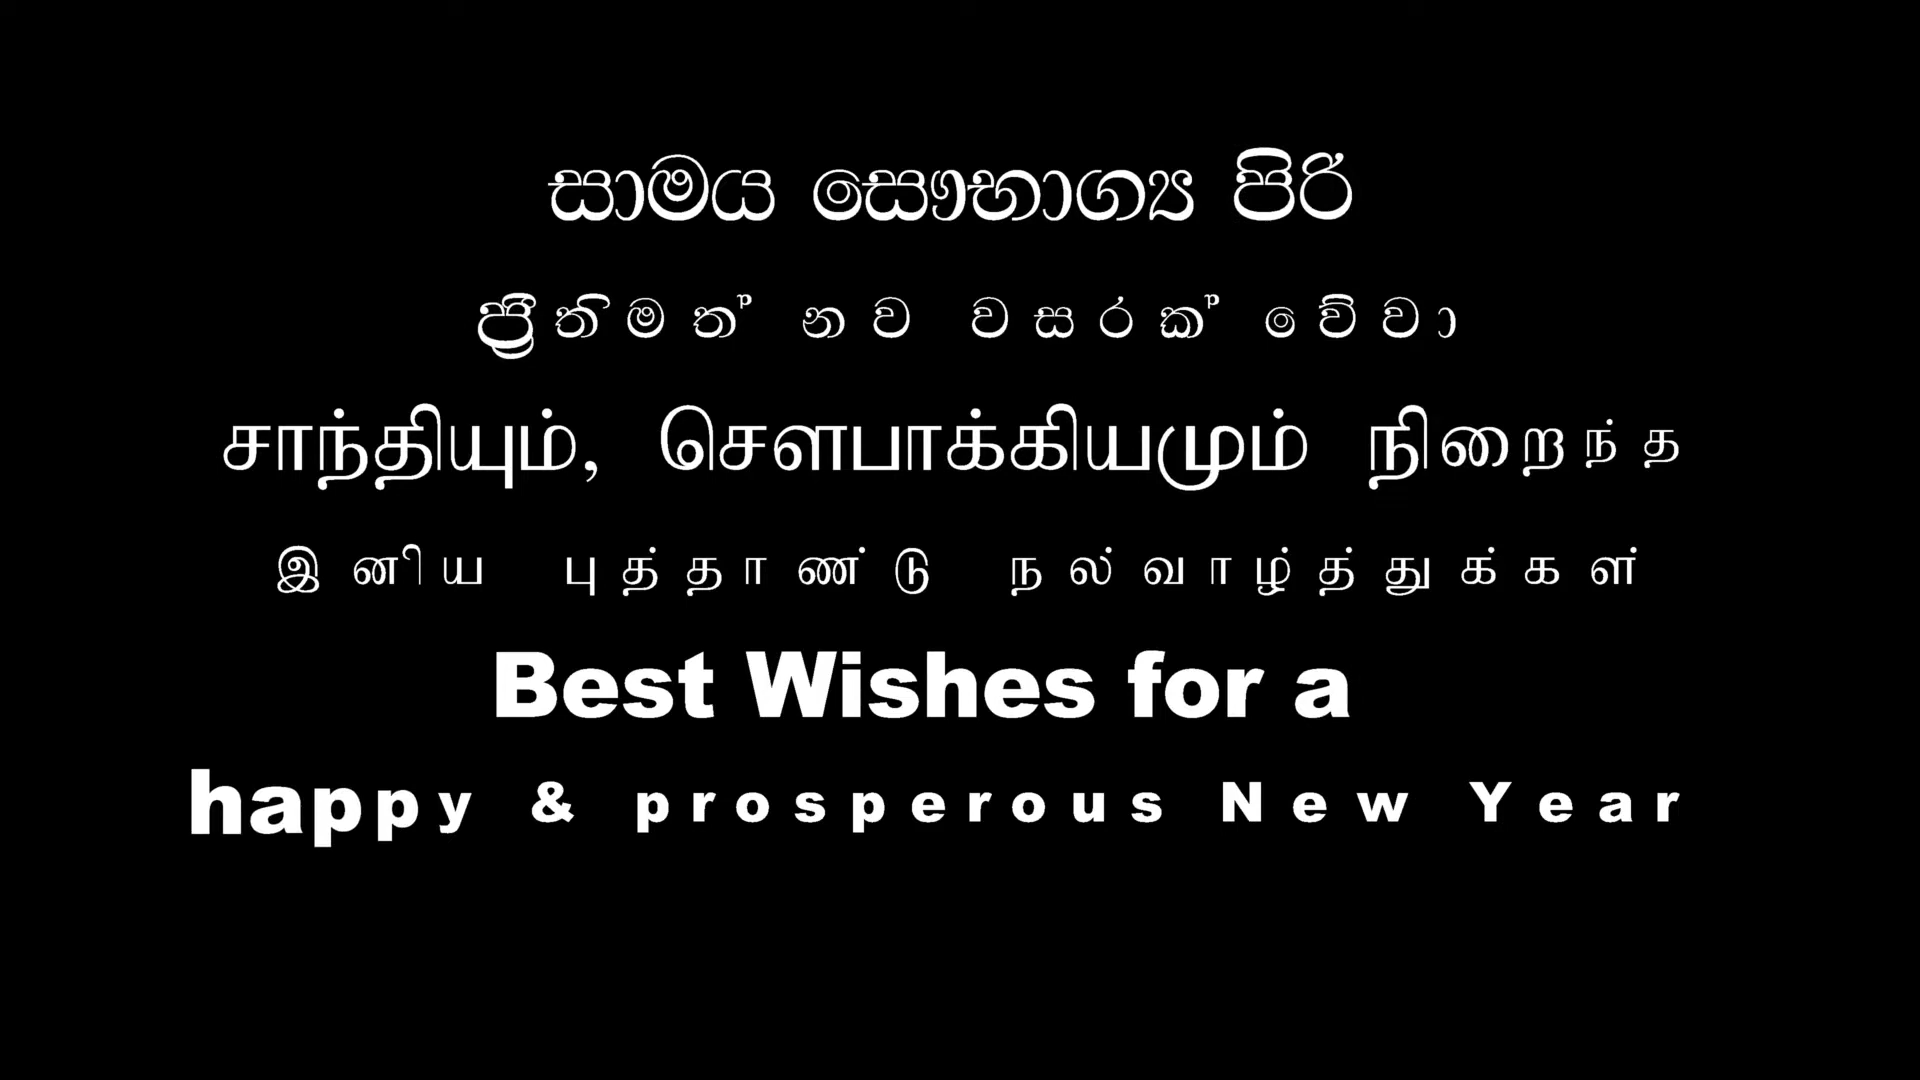 සාමය සෞභාග්‍ය පිරි
ප්‍රීතිමත් නව වසරක් වේවා
சாந்தியும், சௌபாக்கியமும் நிறைந்த
இனிய புத்தாண்டு நல்வாழ்த்துக்கள்
Best Wishes for a
happy & prosperous New Year